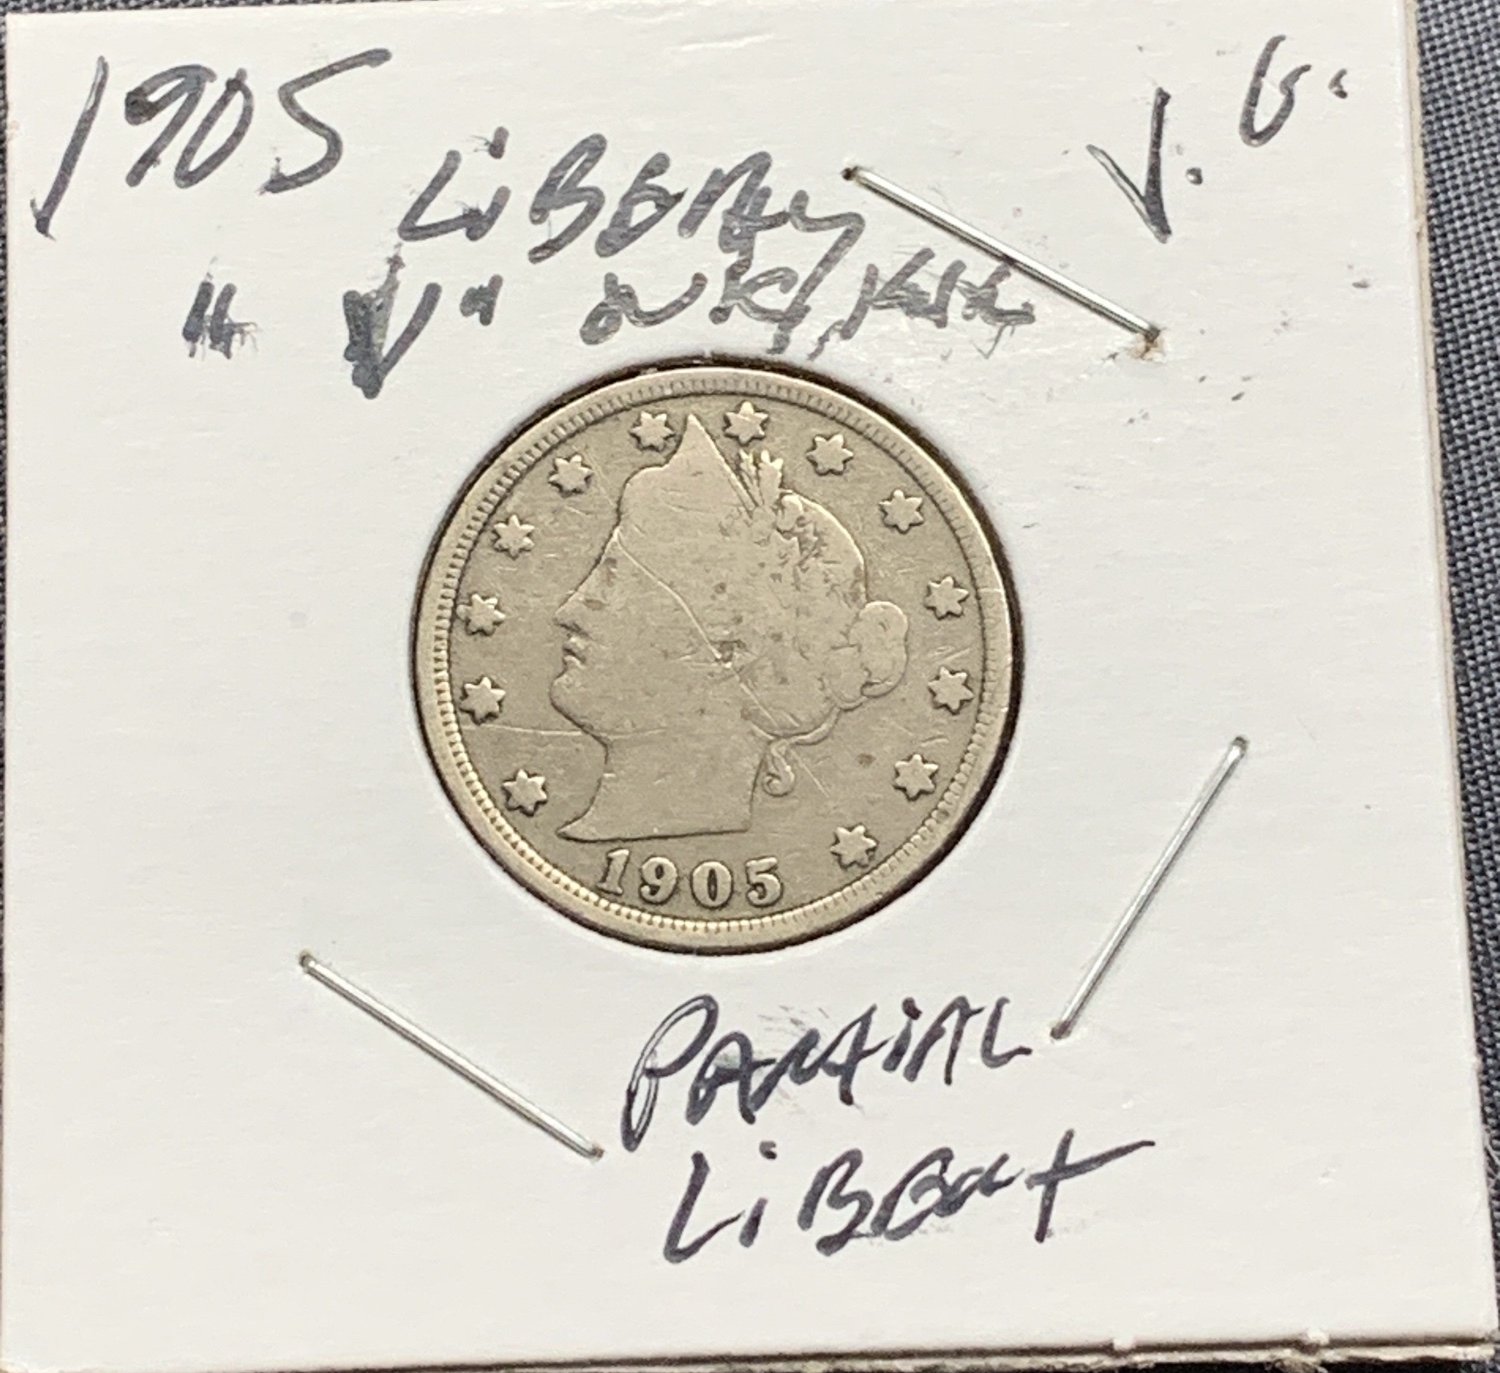 1905
V. G.
LiBERty
"V" NICKEL
1905
PARtiAL
LiBERt